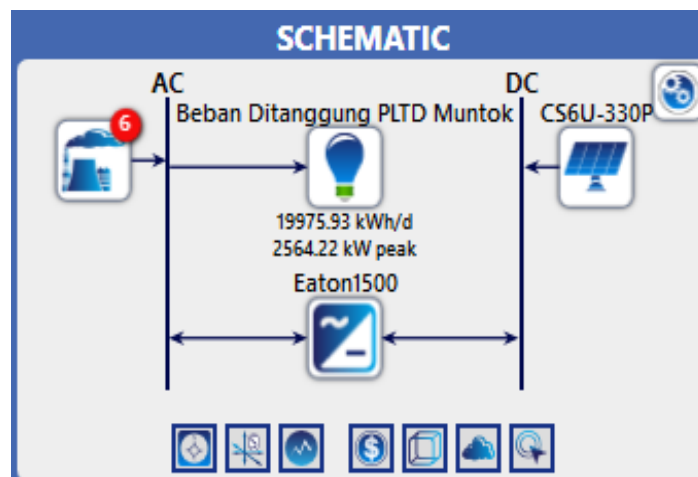 SCHEMATIC
AC
DC
Beban Ditanggung PLTD Muntok
CS6U-330P
6
19975.93 kWh/d
2564.22 kW peak
Eaton1500